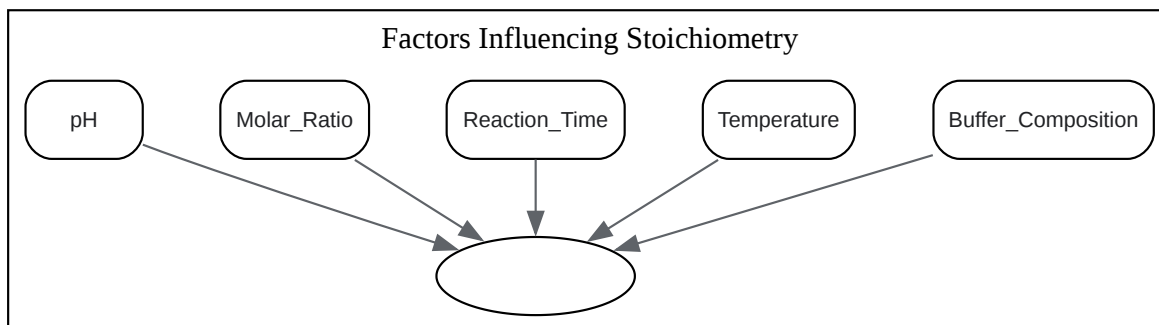 Factors Influencing Stoichiometry
pH Molar_Ratio Reaction_Time Temperature Buffer_Composition